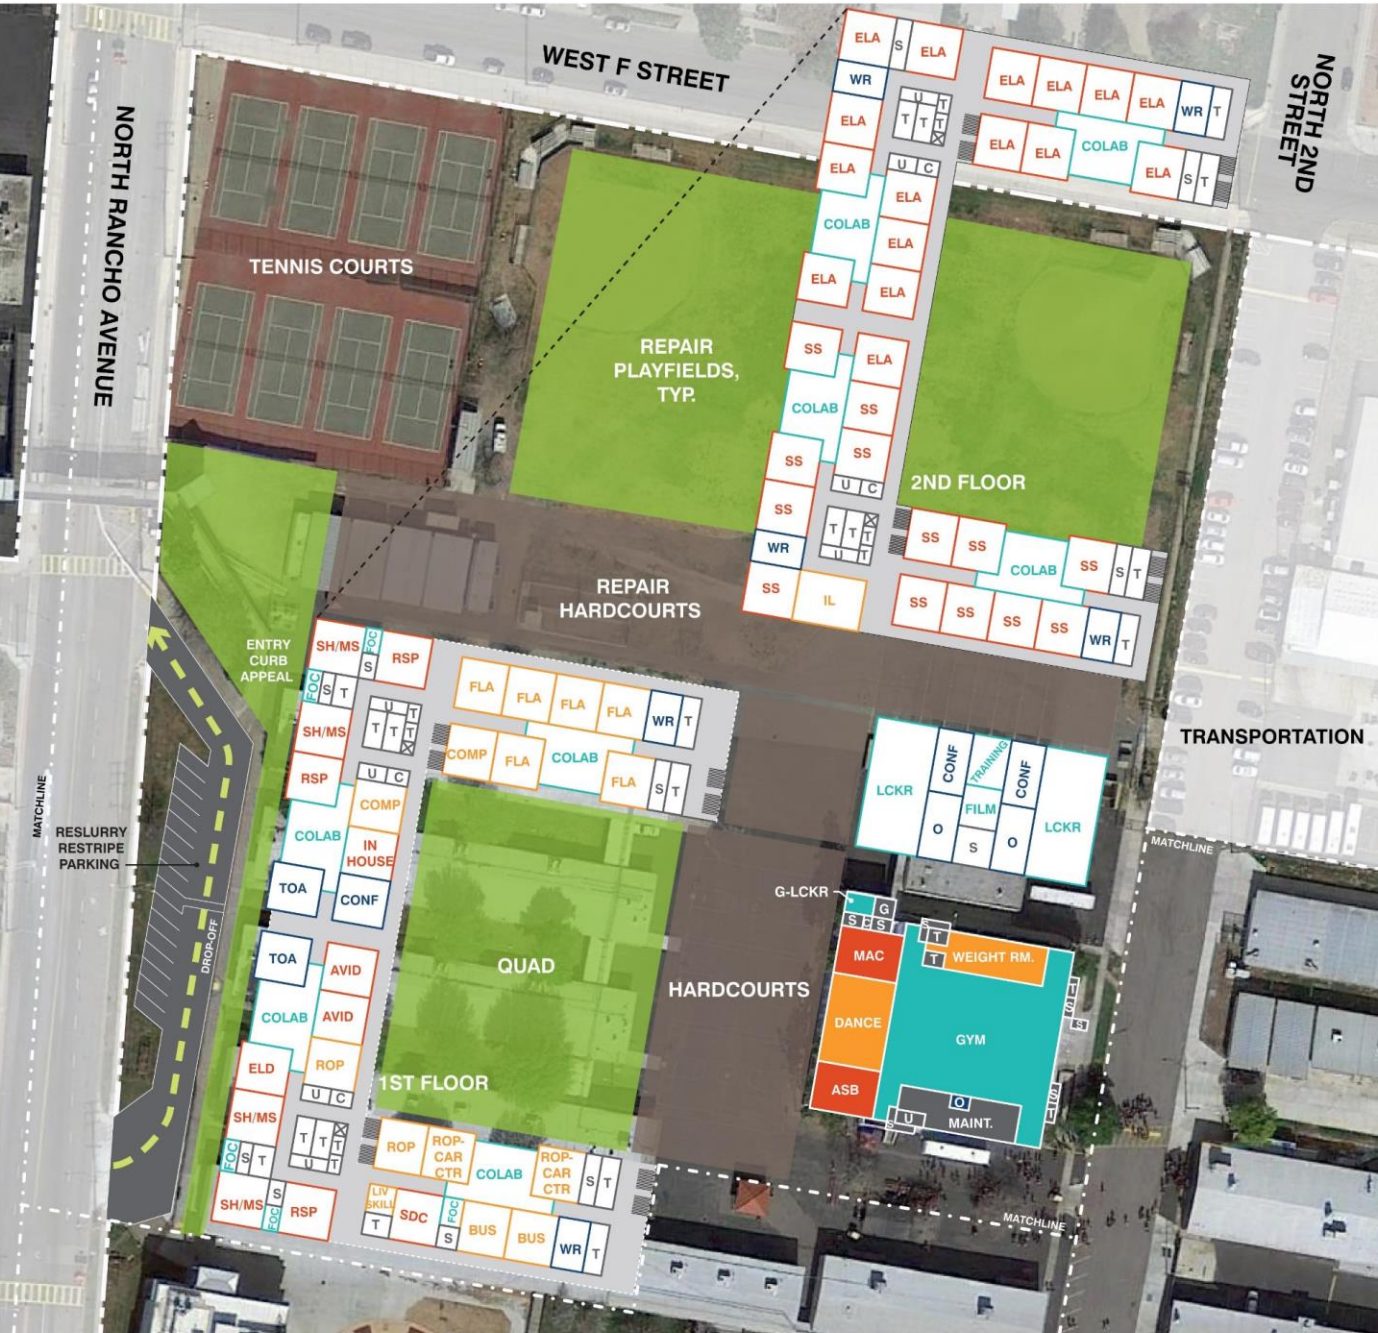 WEST F STREET
NORTH 2ND
STREET
NORTH RANCHO AVENUE
TENNIS COURTS
REPAIR
PLAYFIELDS,
TYP.
ELA
S
ELA
WR
ELA
U
T
T
T
T
ELA
U
C
ELA
ELA
ELA
ELA
WR
T
ELA
ELA
COLAB
ELA
S
T
COLAB
ELA
ELA
ELA
ELA
SS
ELA
COLAB
SS
SS
SS
U
C
SS
T
T
T
U
T
WR
SS
IL
2ND FLOOR
SS
SS
COLAB
SS
S
T
SS
SS
SS
SS
WR
T
REPAIR
HARDCOURTS
ENTRY
CURB
APPEAL
MATCHLINE
RESLURRY
RESTRIPE
PARKING
DROP-OFF
SH/MS
FOC
S
RSP
FOC
S
T
U
T
T
T
T
SH/MS
RSP
U
C
FLA
FLA
FLA
FLA
WR
T
COMP
FLA
COLAB
FLA
S
T
COMP
COLAB
IN
HOUSE
TOA
CONF
TOA
AVID
COLAB
AVID
ELD
ROP
U
C
SH/MS
T
T
T
U
T
FOC
S
T
SH/MS
S
FOC
RSP
QUAD
1ST FLOOR
ROP
ROP-
CAR
CTR
COLAB
ROP-
CAR
CTR
S
T
LIV
SKILL
T
SDC
FOC
S
BUS
BUS
WR
T
HARDCOURTS
TRANSPORTATION
MATCHLINE
LCKR
CONF
TRAINING
CONF
FILM
O
S
O
LCKR
G-LCKR
G
S
C
S
MAC
S
T
T
WEIGHT RM.
DANCE
GYM
T
S
S
ASB
O
MAINT.
S
U
S
T
MATCHLINE